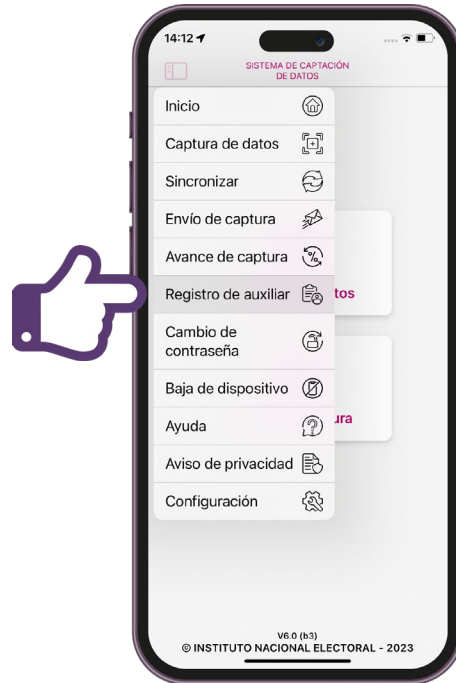 14:12
SISTEMA DE CAPTACIÓN
DE DATOS
Inicio
Captura de datos
Sincronizar
Envío de captura
Avance de captura
Registro de auxiliar
tos
Cambio de
contraseña
Baja de dispositivo
Ayuda
ura
Aviso de privacidad
Configuración
V6.0 (b3)
© INSTITUTO NACIONAL ELECTORAL - 2023